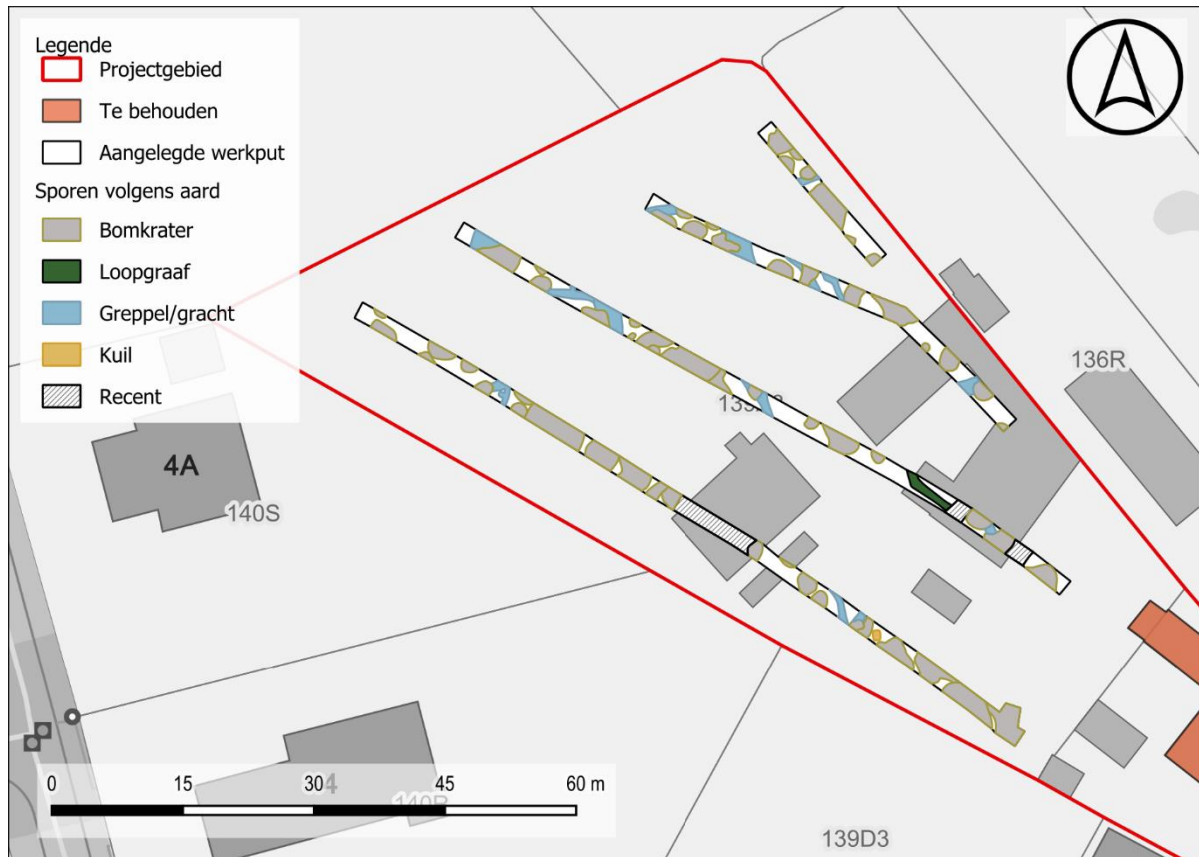 Legende
Projectgebied
Te behouden
Aangelegde werkput
Sporen volgens aard
Bomkrater
Loopgraaf
Greppel/gracht
Kuil
Recent
136R
4A
140S
0 15 30 45 60 m
139D3